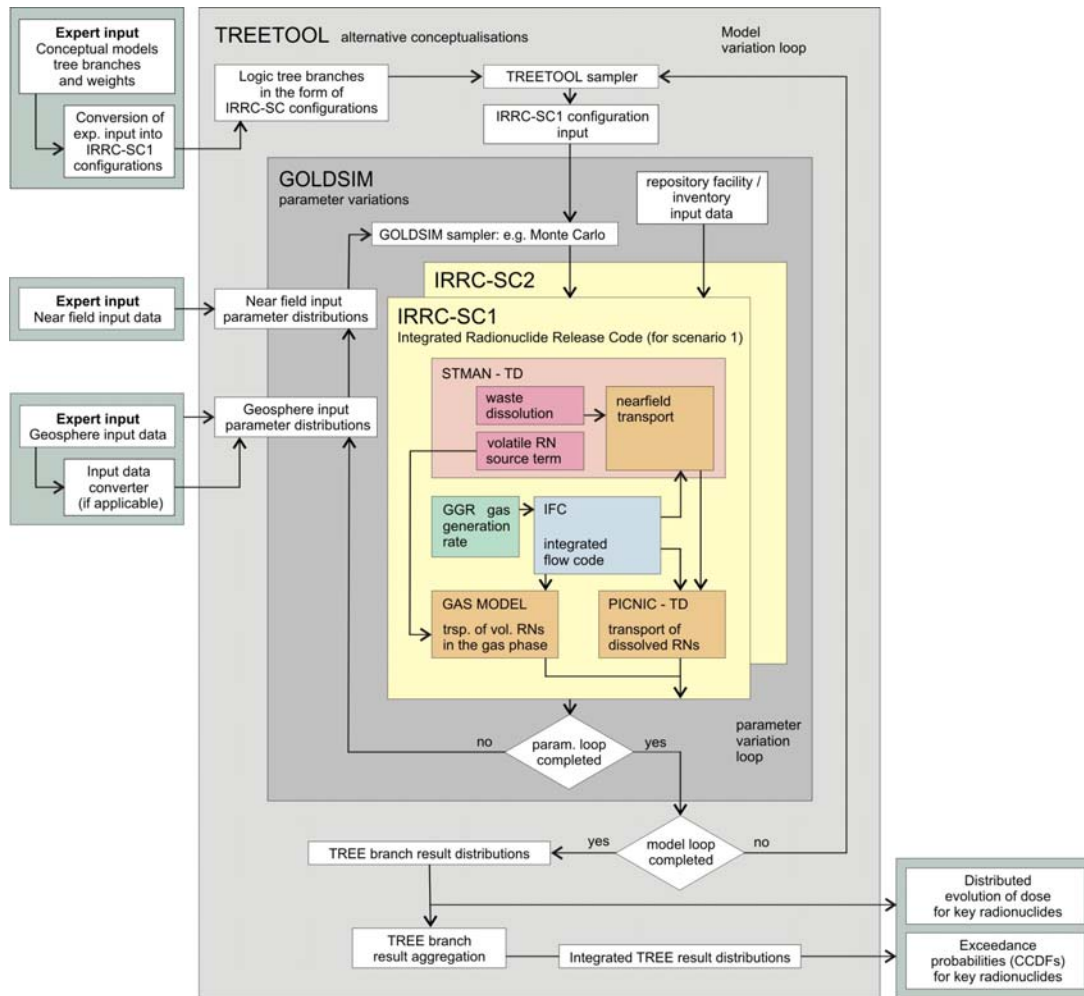 Expert input
Conceptual models
tree branches
and weights
Conversion of
exp. input into
IRRC-SC1
configurations
TREETOOL alternative conceptualisations
Model
variation loop
Logic tree branches
in the form of
IRRC-SC configurations
TREETOOL sampler
IRRC-SC1 configuration
input
GOLDSIM
parameter variations
repository facility /
inventory
input data
GOLDSIM sampler: e.g. Monte Carlo
Expert input
Near field input data
Near field input
parameter distributions
Expert input
Geosphere input data
Input data
converter
(if applicable)
Geosphere input
parameter distributions
IRRC-SC2
IRRC-SC1
Integrated Radionuclide Release Code (for scenario 1)
STMAN - TD
waste
dissolution
volatile RN
source term
nearfield
transport
GGR gas
generation
rate
IFC
integrated
flow code
GAS MODEL
trsp. of vol. RNs
in the gas phase
PICNIC - TD
transport of
dissolved RNs
no
param. loop
completed
yes
parameter
variation
loop
yes
model loop
completed
no
TREE branch result distributions
TREE branch
result aggregation
Integrated TREE result distributions
Distributed
evolution of dose
for key radionuclides
Exceedance
probabilities (CCDFs)
for key radionuclides